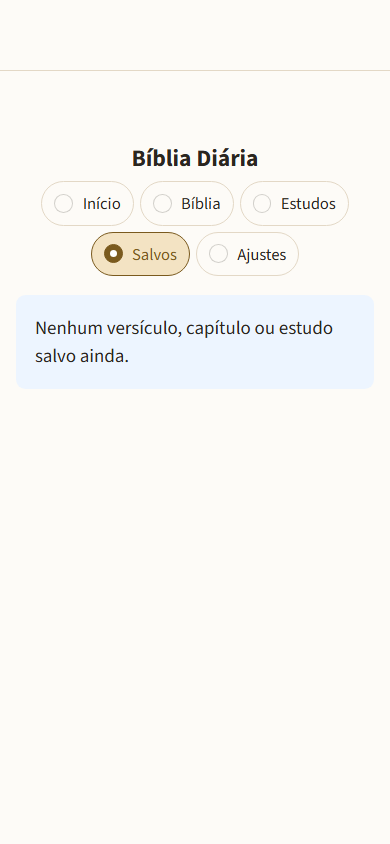 Bíblia Diária
Início Bíblia Estudos
Salvos Ajustes
Nenhum versículo, capítulo ou estudo
salvo ainda.